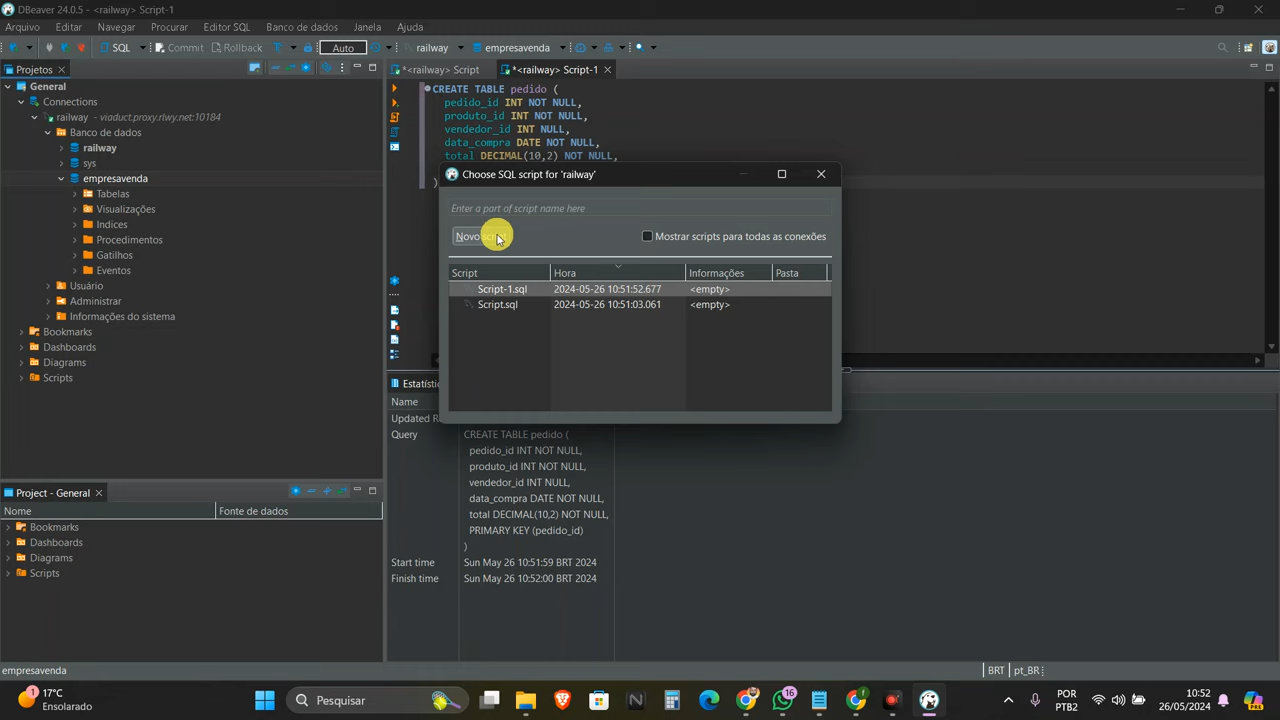 DBeaver 24.0.5 - <railway> Script-1
Arquivo Editar Navegar Procurar Editor SQL Banco de dados Janela Ajuda
SQL Commit Rollback T Auto railway empresavenda
Projetos
*<railway> Script
*<railway> Script-1
General
Connections
railway - viaduct.proxy.rlwy.net:10184
Banco de dados
railway
sys
empresavenda
Tabelas
Visualizações
Indices
Procedimentos
Gatilhos
Eventos
Usuário
Administrar
Informações do sistema
Bookmarks
Dashboards
Diagrams
Scripts
CREATE TABLE pedido (
pedido_id INT NOT NULL,
produto_id INT NOT NULL,
vendedor_id INT NULL,
data_compra DATE NOT NULL,
total DECIMAL(10,2) NOT NULL,
)
Choose SQL script for 'railway'
Enter a part of script name here
Novo script
Mostrar scripts para todas as conexões
Script Hora Informações Pasta
Script-1.sql 2024-05-26 10:51:52.677 <empty>
Script.sql 2024-05-26 10:51:03.061 <empty>
Name
Query CREATE TABLE pedido (
pedido_id INT NOT NULL,
produto_id INT NOT NULL,
vendedor_id INT NULL,
data_compra DATE NOT NULL,
total DECIMAL(10,2) NOT NULL,
PRIMARY KEY (pedido_id)
)
Start time Sun May 26 10:51:59 BRT 2024
Finish time Sun May 26 10:52:00 BRT 2024
Project - General
Nome Fonte de dados
Bookmarks
Dashboards
Diagrams
Scripts
empresavenda BRT pt_BR
1
17°C
Ensolarado
Pesquisar
16
POR
PTB2
10:52
26/05/2024